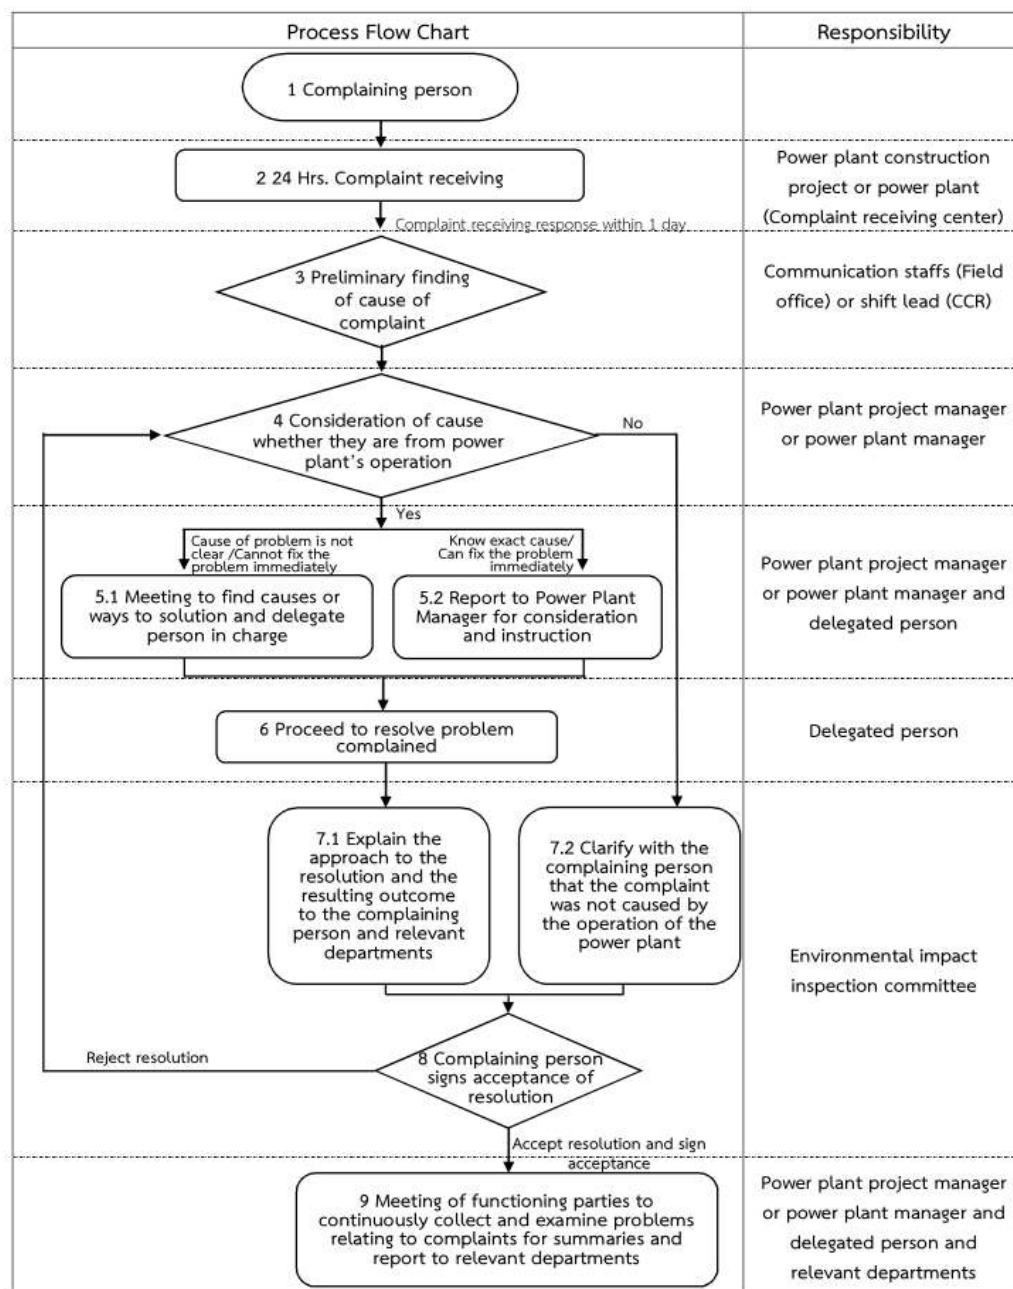 Process Flow Chart
Responsibility
1 Complaining person
2 24 Hrs. Complaint receiving
Power plant construction
project or power plant
(Complaint receiving center)
Complaint receiving response within 1 day
3 Preliminary finding
of cause of
complaint
Communication staffs (Field
office) or shift lead (CCR)
4 Consideration of cause
whether they are from power
plant's operation
No
Power plant project manager
or power plant manager
Yes
Cause of problem is not
clear /Cannot fix the
problem immediately
Know exact cause/
Can fix the problem
immediately
5.1 Meeting to find causes or
ways to solution and delegate
person in charge
5.2 Report to Power Plant
Manager for consideration
and instruction
Power plant project manager
or power plant manager and
delegated person
6 Proceed to resolve problem
complained
Delegated person
7.1 Explain the
approach to the
resolution and the
resulting outcome
to the complaining
person and relevant
departments
7.2 Clarify with the
complaining person
that the complaint
was not caused by
the operation of the
power plant
Environmental impact
inspection committee
Reject resolution
8 Complaining person
signs acceptance of
resolution
Accept resolution and sign
acceptance
9 Meeting of functioning parties to
continuously collect and examine problems
relating to complaints for summaries and
report to relevant departments
Power plant project manager
or power plant manager and
delegated person and
relevant departments